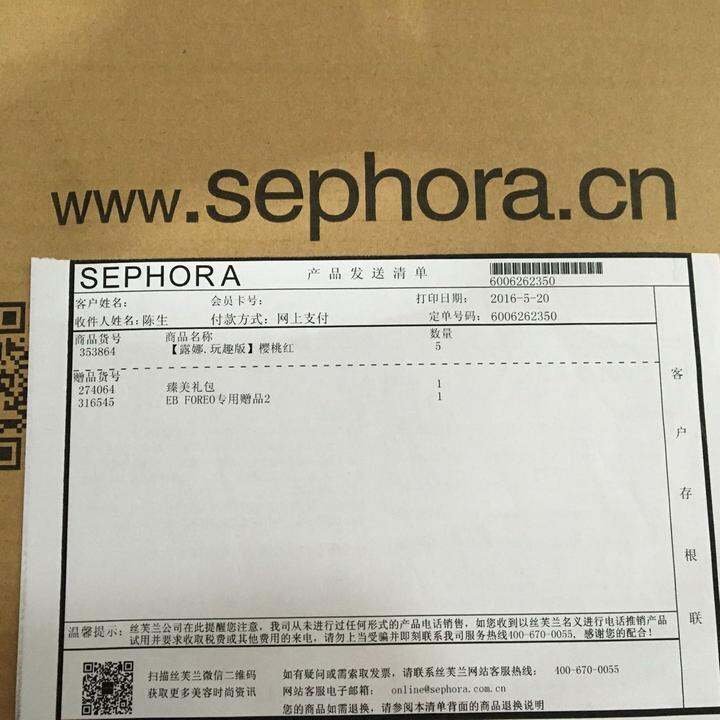 www.sephora.cn
SEPHORA 产品发送清单 6006262350
客户姓名: 会员卡号: 打印日期: 2016-5-20
收件人姓名: 陈生 付款方式: 网上支付 定单号码: 6006262350
商品货号 商品名称 数量
353864 【露娜.玩趣版】樱桃红 5
赠品货号
274064 臻美礼包 1
316545 EB FOREO专用赠品2 1
客户存根联
温馨提示: 丝芙兰公司在此提醒您注意，我司从未进行过任何形式的产品电话销售，如您收到以丝芙兰名义进行电话推销产品
试用并要求收取税费或其他费用的来电，请勿上当受骗并即刻联系我司服务热线400-670-0055，感谢您的配合！
扫描丝芙兰微信二维码 如有疑问或需索取发票，请联系丝芙兰网站客服热线: 400-670-0055
获取更多美容时尚资讯 网站客服电子邮箱: online@sephora.com.cn
您的商品如需退换，请参阅本清单背面的商品退换说明